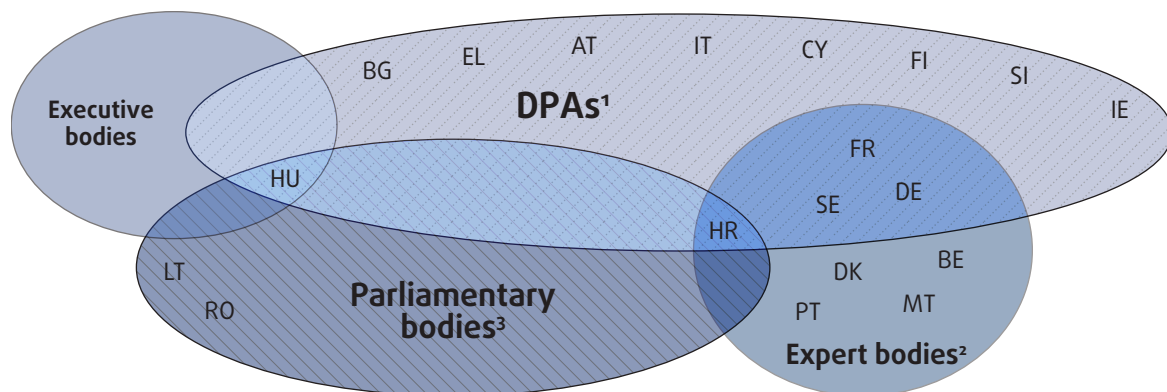 BG EL AT IT CY FI SI IE
Executive
bodies
DPAs¹
FR
HU
SE DE
HR
LT
DK BE
RO
Parliamentary
bodies³
PT MT
Expert bodies²